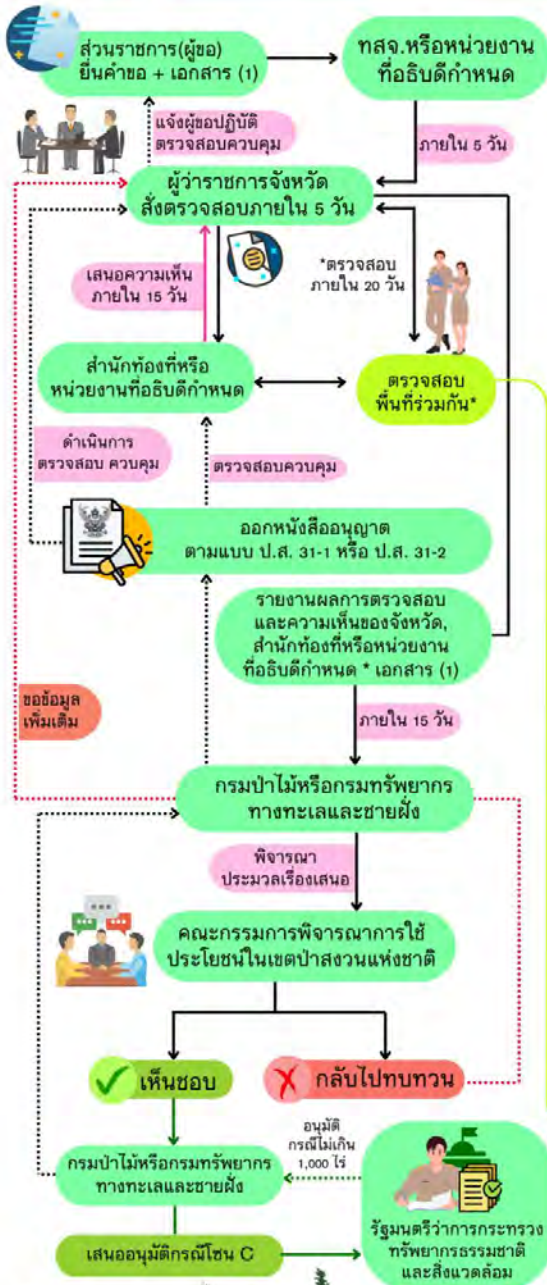 ส่วนราชการ(ผู้ขอ)
ยื่นคำขอ + เอกสาร (1)
ทสจ.หรือหน่วยงาน
ที่อธิบดีกำหนด
แจ้งผู้ขอปฏิบัติ
ตรวจสอบควบคุม
ภายใน 5 วัน
ผู้ว่าราชการจังหวัด
สั่งตรวจสอบภายใน 5 วัน
เสนอความเห็น
ภายใน 15 วัน
*ตรวจสอบ
ภายใน 20 วัน
สำนักท้องที่หรือ
หน่วยงานที่อธิบดีกำหนด
ตรวจสอบ
พื้นที่ร่วมกัน*
ดำเนินการ
ตรวจสอบ ควบคุม
ตรวจสอบควบคุม
ออกหนังสืออนุญาต
ตามแบบ ป.ส. 31-1 หรือ ป.ส. 31-2
รายงานผลการตรวจสอบ
และความเห็นของจังหวัด,
สำนักท้องที่หรือหน่วยงาน
ที่อธิบดีกำหนด * เอกสาร (1)
ขอข้อมูล
เพิ่มเติม
ภายใน 15 วัน
กรมป่าไม้หรือกรมทรัพยากร
ทางทะเลและชายฝั่ง
พิจารณา
ประมวลเรื่องเสนอ
คณะกรรมการพิจารณาการใช้
ประโยชน์ในเขตป่าสงวนแห่งชาติ
เห็นชอบ
กลับไปทบทวน
อนุมัติ
กรณีไม่เกิน
1,000 ไร่
กรมป่าไม้หรือกรมทรัพยากร
ทางทะเลและชายฝั่ง
รัฐมนตรีว่าการกระทรวง
ทรัพยากรธรรมชาติ
และสิ่งแวดล้อม
เสนออนุมัติกรณีโซน C